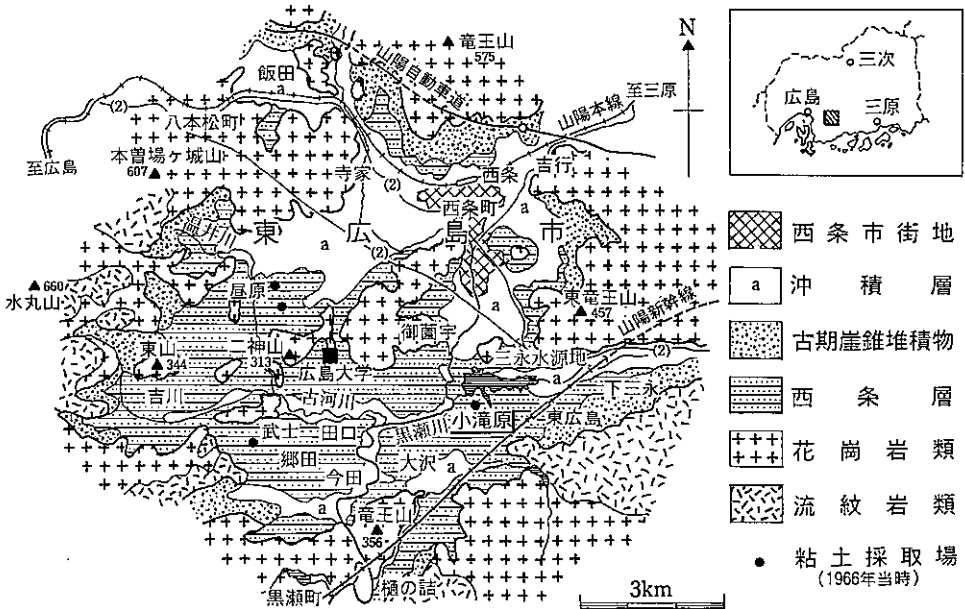 竜王山
575
山陽自動車道
飯田
a
至三原
山陽本線
(2)
八本松町
本曽場ヶ城山
607
至広島
寺家
(2)
西条
吉行
西条町
a
温井川
東広島市
a
(2)
660
水丸山
昼原
東竜王山
457
山陽新幹線
御薗宇
a
東山
344
二神山
313
広島大学
三永水源地
(2)
a
下三永
吉川
古河川
黒瀬川
小滝原
東広島
武士
田口
郷田
大沢
a
今田
a
竜王山
356
黒瀬町
樋の詰
3km
N
三次
広島
三原
西条市街地
a
沖積層
古期崖錐堆積物
西条層
花崗岩類
流紋岩類
粘土採取場
(1966年当時)